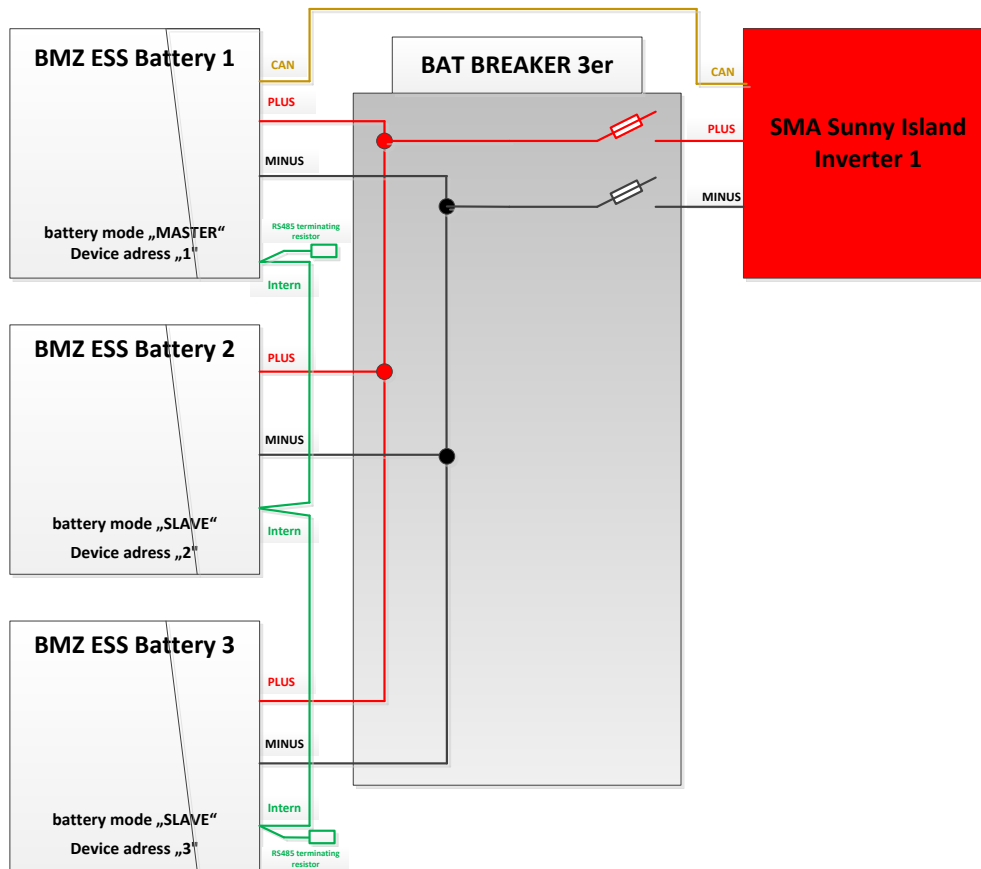 BMZ ESS Battery 1
CAN
PLUS
MINUS
battery mode „MASTER“
Device adress „1"
RS485 terminating
resistor
Intern
BAT BREAKER 3er
CAN
PLUS
MINUS
SMA Sunny Island
Inverter 1
BMZ ESS Battery 2
PLUS
MINUS
battery mode „SLAVE“
Device adress „2"
Intern
BMZ ESS Battery 3
PLUS
MINUS
battery mode „SLAVE“
Device adress „3"
Intern
RS485 terminating
resistor